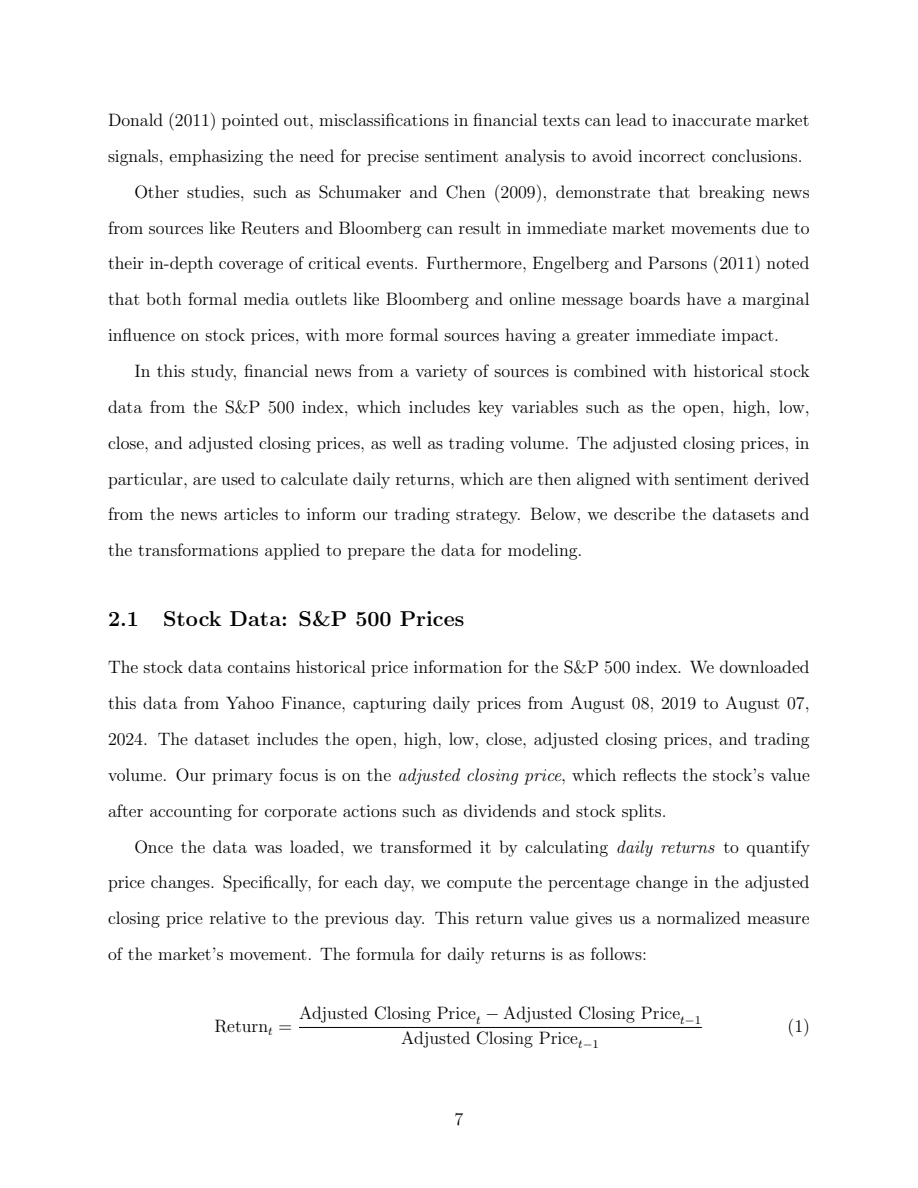 Donald (2011) pointed out, misclassifications in financial texts can lead to inaccurate market
signals, emphasizing the need for precise sentiment analysis to avoid incorrect conclusions.
Other studies, such as Schumaker and Chen (2009), demonstrate that breaking news
from sources like Reuters and Bloomberg can result in immediate market movements due to
their in-depth coverage of critical events. Furthermore, Engelberg and Parsons (2011) noted
that both formal media outlets like Bloomberg and online message boards have a marginal
influence on stock prices, with more formal sources having a greater immediate impact.
In this study, financial news from a variety of sources is combined with historical stock
data from the S&P 500 index, which includes key variables such as the open, high, low,
close, and adjusted closing prices, as well as trading volume. The adjusted closing prices, in
particular, are used to calculate daily returns, which are then aligned with sentiment derived
from the news articles to inform our trading strategy. Below, we describe the datasets and
the transformations applied to prepare the data for modeling.
2.1 Stock Data: S&P 500 Prices
The stock data contains historical price information for the S&P 500 index. We downloaded
this data from Yahoo Finance, capturing daily prices from August 08, 2019 to August 07,
2024. The dataset includes the open, high, low, close, adjusted closing prices, and trading
volume. Our primary focus is on the adjusted closing price, which reflects the stock's value
after accounting for corporate actions such as dividends and stock splits.
Once the data was loaded, we transformed it by calculating daily returns to quantify
price changes. Specifically, for each day, we compute the percentage change in the adjusted
closing price relative to the previous day. This return value gives us a normalized measure
of the market's movement. The formula for daily returns is as follows:
Return_t = (Adjusted Closing Price_t − Adjusted Closing Price_{t−1}) / Adjusted Closing Price_{t−1} (1)
7